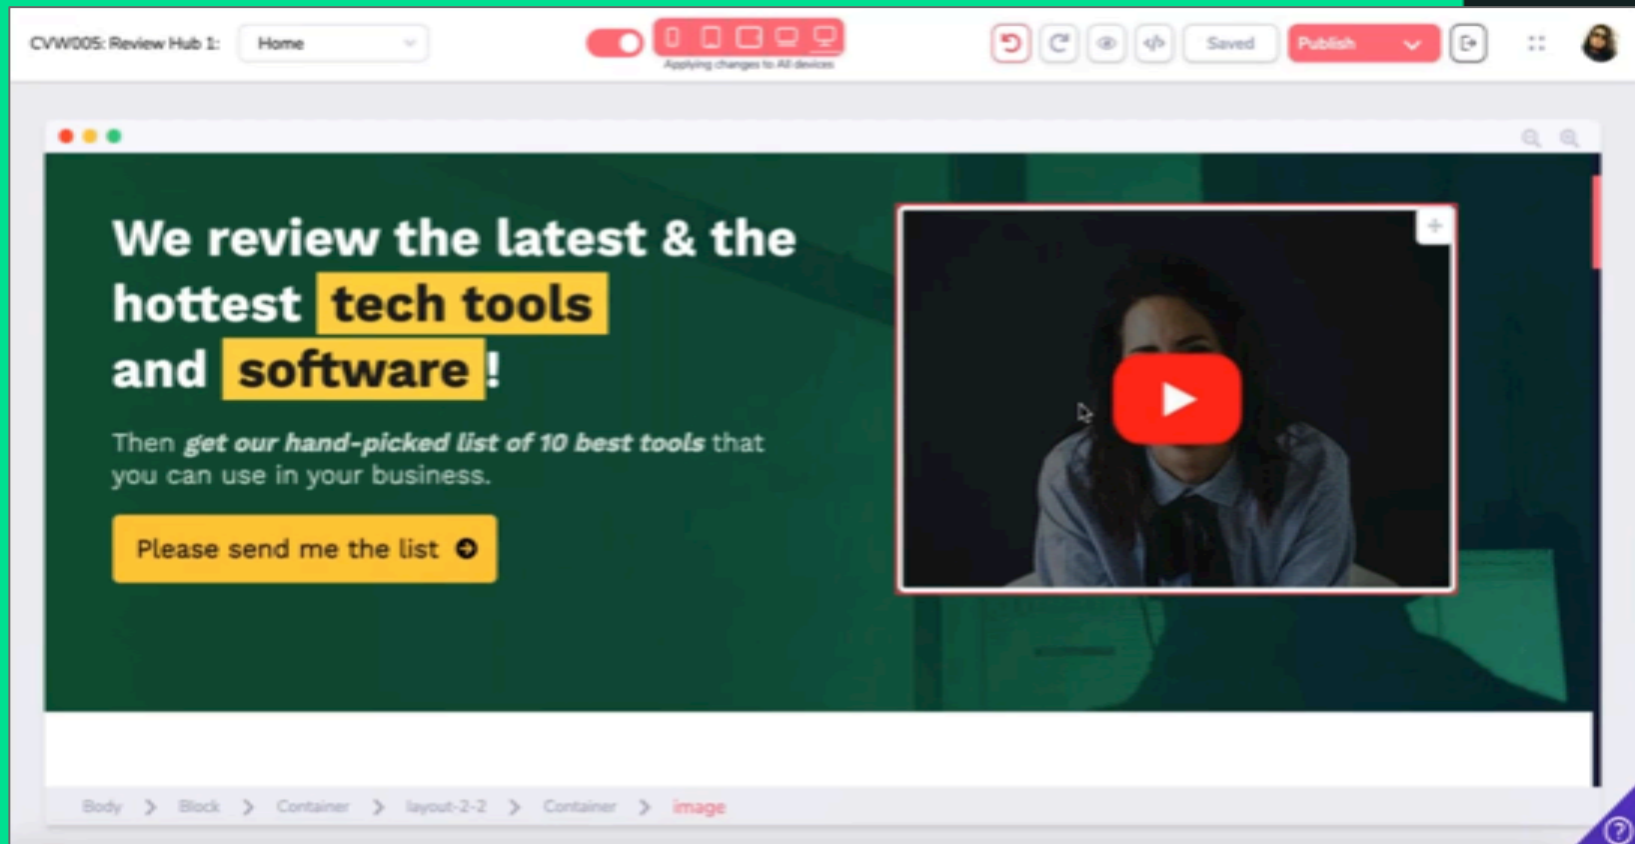 CVW005: Review Hub 1:
Home
Applying changes to All devices
Saved
Publish
We review the latest & the
hottest tech tools
and software!
Then get our hand-picked list of 10 best tools that
you can use in your business.
Please send me the list
Body > Block > Container > layout-2-2 > Container > image